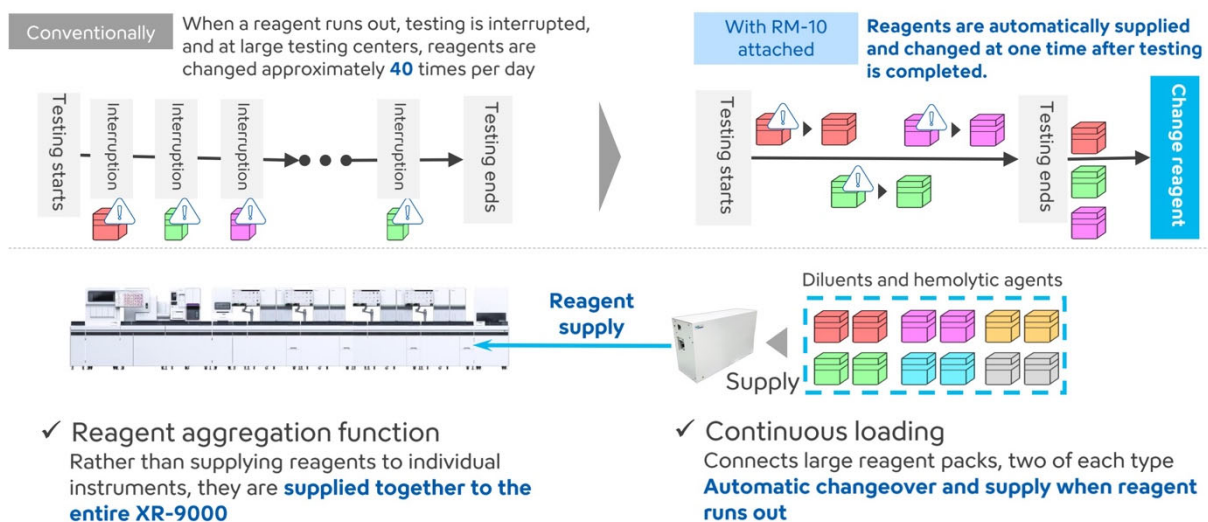 Conventionally
When a reagent runs out, testing is interrupted,
and at large testing centers, reagents are
changed approximately 40 times per day
Testing starts
Interruption
Interruption
Interruption
Interruption
Testing ends
With RM-10
attached
Reagents are automatically supplied
and changed at one time after testing
is completed.
Testing starts
Testing ends
Change reagent
Reagent
supply
Diluents and hemolytic agents
Supply
✓ Reagent aggregation function
Rather than supplying reagents to individual
instruments, they are supplied together to the
entire XR-9000
✓ Continuous loading
Connects large reagent packs, two of each type
Automatic changeover and supply when reagent
runs out